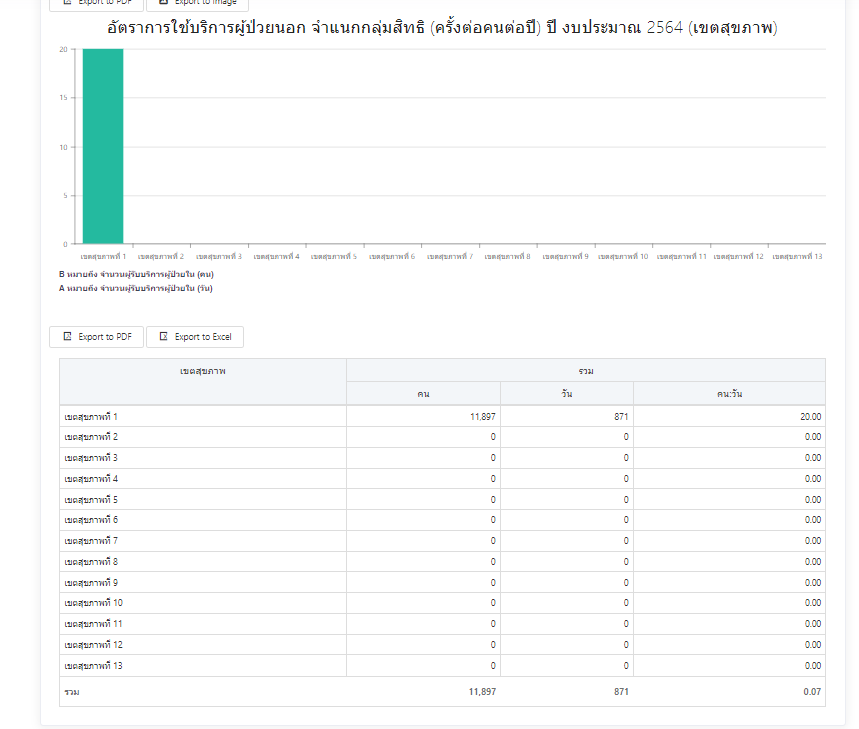 Export to PDF Export to Image
อัตราการใช้บริการผู้ป่วยนอก จำแนกกลุ่มสิทธิ (ครั้งต่อคนต่อปี) ปี งบประมาณ 2564 (เขตสุขภาพ)
20
15
10
5
0
เขตสุขภาพที่ 1 เขตสุขภาพที่ 2 เขตสุขภาพที่ 3 เขตสุขภาพที่ 4 เขตสุขภาพที่ 5 เขตสุขภาพที่ 6 เขตสุขภาพที่ 7 เขตสุขภาพที่ 8 เขตสุขภาพที่ 9 เขตสุขภาพที่ 10 เขตสุขภาพที่ 11 เขตสุขภาพที่ 12 เขตสุขภาพที่ 13
B หมายถึง จำนวนผู้รับบริการผู้ป่วยใน (คน)
A หมายถึง จำนวนผู้รับบริการผู้ป่วยใน (วัน)
Export to PDF Export to Excel
เขตสุขภาพ รวม
คน วัน คน:วัน
เขตสุขภาพที่ 1 11,897 871 20.00
เขตสุขภาพที่ 2 0 0 0.00
เขตสุขภาพที่ 3 0 0 0.00
เขตสุขภาพที่ 4 0 0 0.00
เขตสุขภาพที่ 5 0 0 0.00
เขตสุขภาพที่ 6 0 0 0.00
เขตสุขภาพที่ 7 0 0 0.00
เขตสุขภาพที่ 8 0 0 0.00
เขตสุขภาพที่ 9 0 0 0.00
เขตสุขภาพที่ 10 0 0 0.00
เขตสุขภาพที่ 11 0 0 0.00
เขตสุขภาพที่ 12 0 0 0.00
เขตสุขภาพที่ 13 0 0 0.00
รวม 11,897 871 0.07